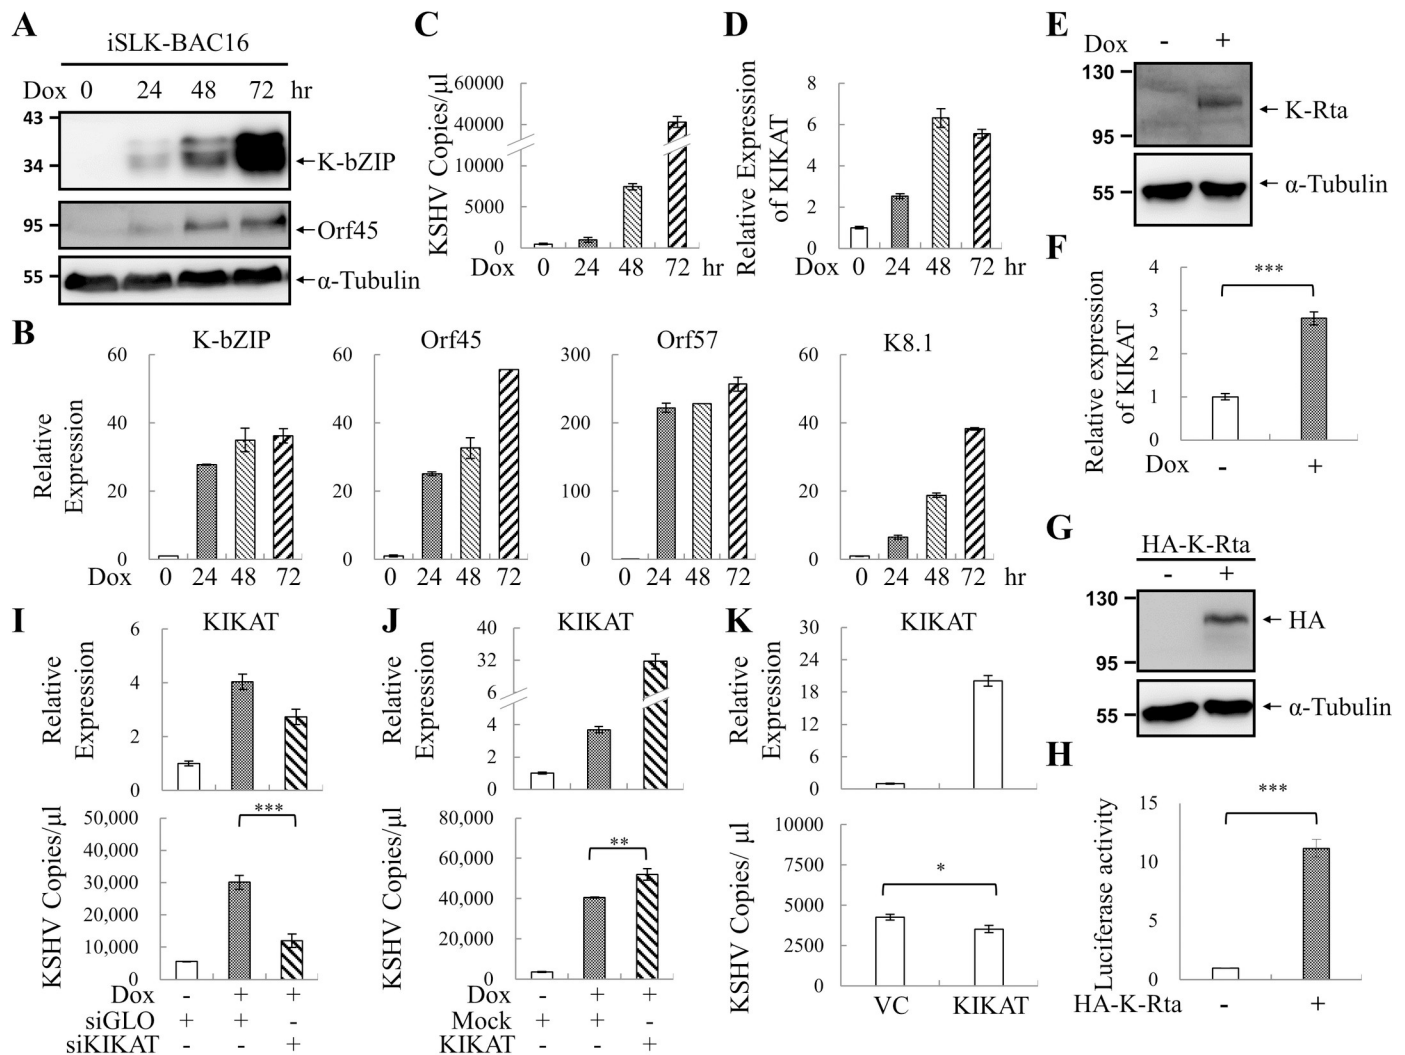 A
iSLK-BAC16
Dox 0 24 48 72 hr
43
34
K-bZIP
95
Orf45
55
α-Tubulin
B
Relative Expression
K-bZIP
60
40
20
0
Dox 0 24 48 72
Orf45
60
40
20
0
0 24 48 72
Orf57
300
200
100
0
0 24 48 72
K8.1
60
40
20
0
0 24 48 72 hr
C
KSHV Copies/µl
60000
40000
10000
5000
0
Dox 0 24 48 72 hr
D
Relative Expression of KIKAT
8
6
4
2
0
Dox 0 24 48 72 hr
E
Dox - +
130
95
K-Rta
55
α-Tubulin
F
Relative expression of KIKAT
4
3
2
1
0
***
Dox - +
G
HA-K-Rta
- +
130
HA
95
55
α-Tubulin
H
Luciferase activity
15
10
5
0
***
HA-K-Rta - +
I
KIKAT
Relative Expression
6
4
2
0
KSHV Copies/µl
50,000
40,000
30,000
20,000
10,000
0
***
Dox - + +
siGLO + + -
siKIKAT - - +
J
KIKAT
Relative Expression
40
32
6
4
2
0
KSHV Copies/µl
80,000
60,000
40,000
20,000
0
**
Dox - + +
Mock + + -
KIKAT - - +
K
KIKAT
Relative Expression
30
24
18
12
6
0
KSHV Copies/ µl
10000
7500
5000
2500
0
*
VC KIKAT